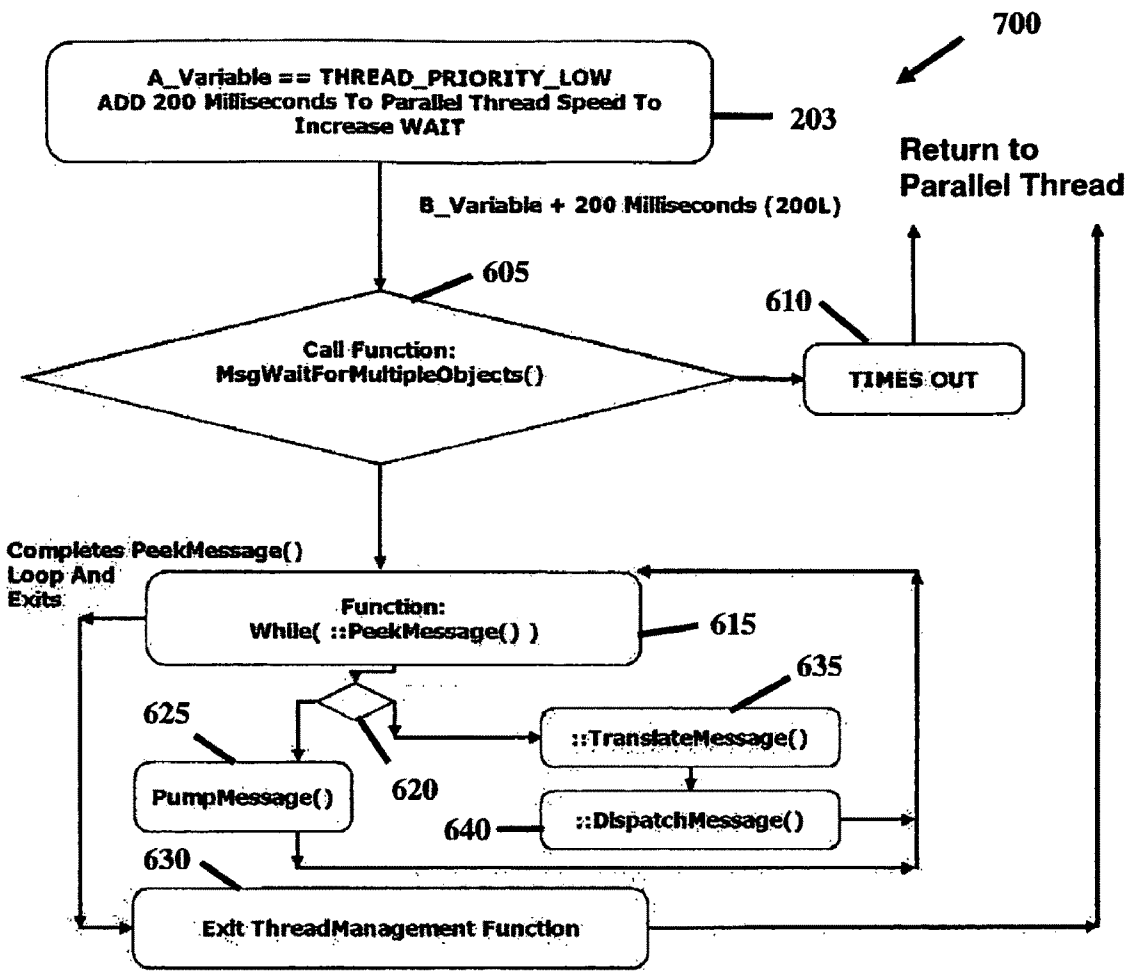 700
A_Variable == THREAD_PRIORITY_LOW
ADD 200 Milliseconds To Parallel Thread Speed To
Increase WAIT
203
Return to
Parallel Thread
B_Variable + 200 Milliseconds (200L)
605
610
Call Function:
MsgWaitForMultipleObjects()
TIMES OUT
Completes PeekMessage()
Loop And
Exits
Function:
While( ::PeekMessage() )
615
635
625
::TranslateMessage()
620
PumpMessage()
640
::DispatchMessage()
630
Exit ThreadManagement Function